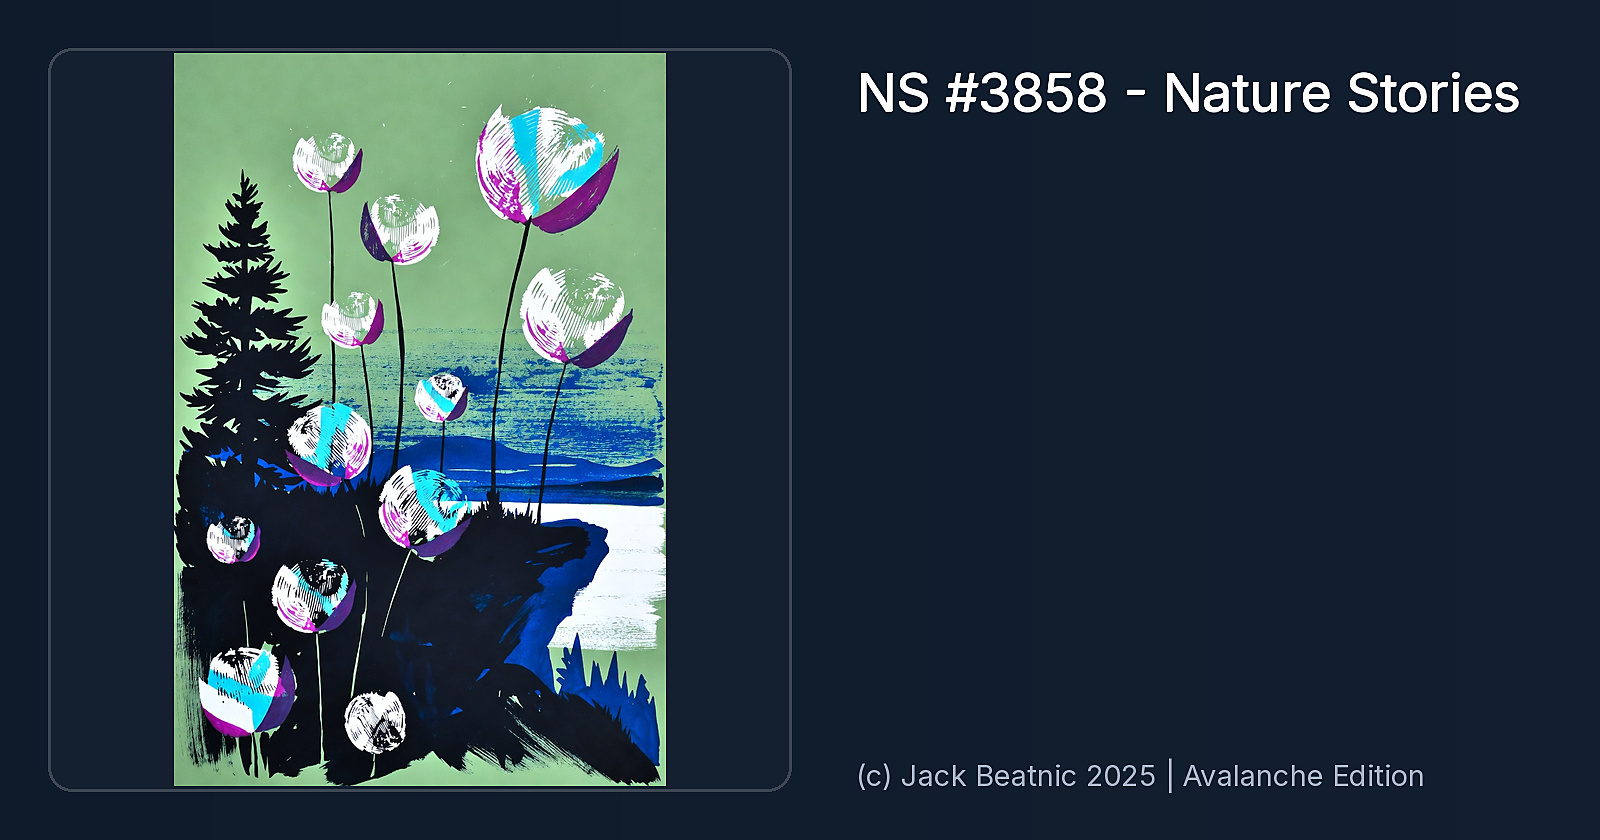 NS #3858 - Nature Stories
(c) Jack Beatnic 2025 | Avalanche Edition